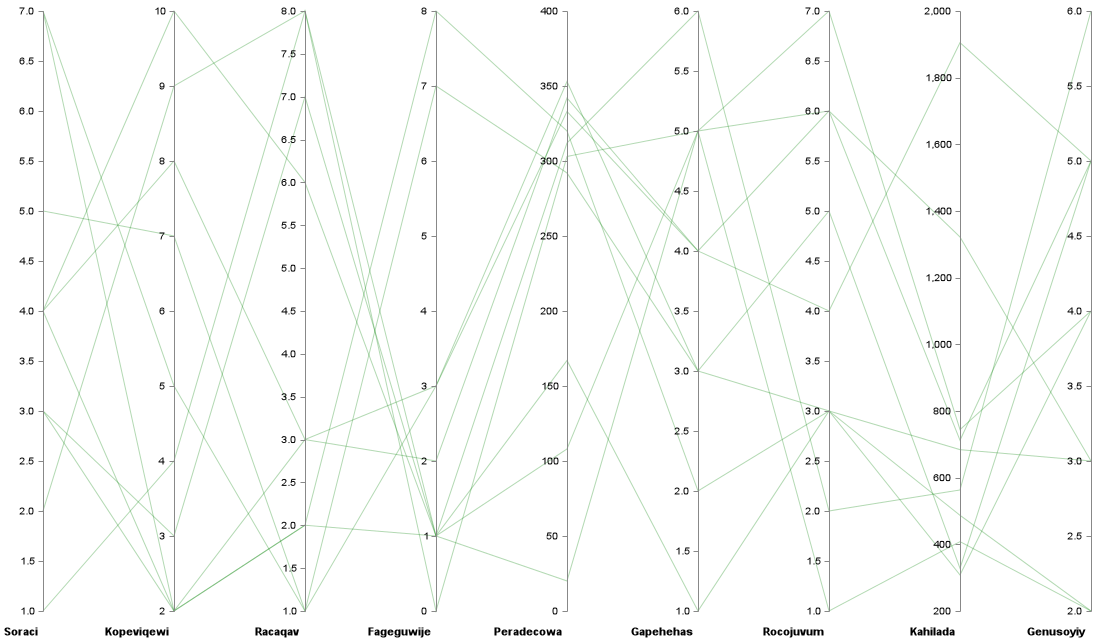 7.0 10 8.0 8 400 6.0 7.0 2,000 6.0
6.5 9 7.5 7 350 5.5 6.5 1,800 5.5
6.0 8 7.0 6 300 5.0 6.0 1,600 5.0
5.5 7 6.5 5 250 4.5 5.5 1,400 4.5
5.0 6 6.0 4 200 4.0 5.0 1,200 4.0
4.5 5 5.5 3 150 3.5 4.5 1,000 3.5
4.0 4 5.0 2 100 3.0 4.0 800 3.0
3.5 3 4.5 1 50 2.5 3.5 600 2.5
3.0 2 4.0 0 0 2.0 3.0 400 2.0
2.5 3.5 1.5 2.5 200
2.0 3.0 1.0 2.0
1.5 2.5 1.5
1.0 2.0 1.0
1.5
1.0
Soraci Kopeviqewi Racaqav Fageguwije Peradecowa Gapehehas Rocojuvum Kahilada Genusoyiy